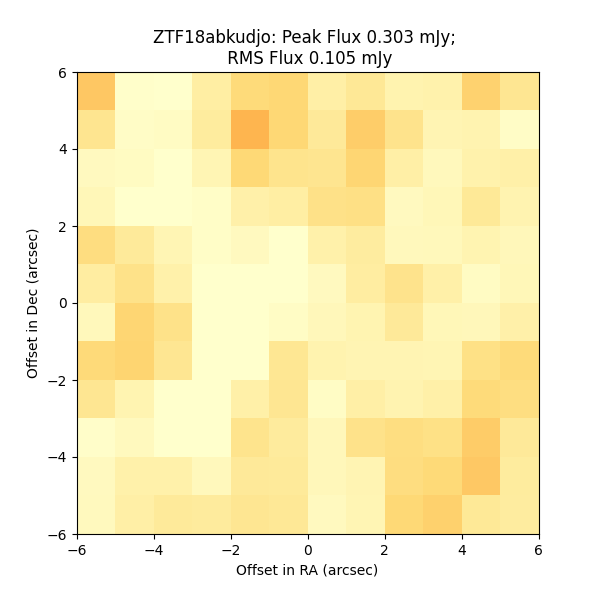 ZTF18abkudjo: Peak Flux 0.303 mJy;
RMS Flux 0.105 mJy
6
4
2
0
−2
−4
−6
Offset in Dec (arcsec)
−6 −4 −2 0 2 4 6
Offset in RA (arcsec)